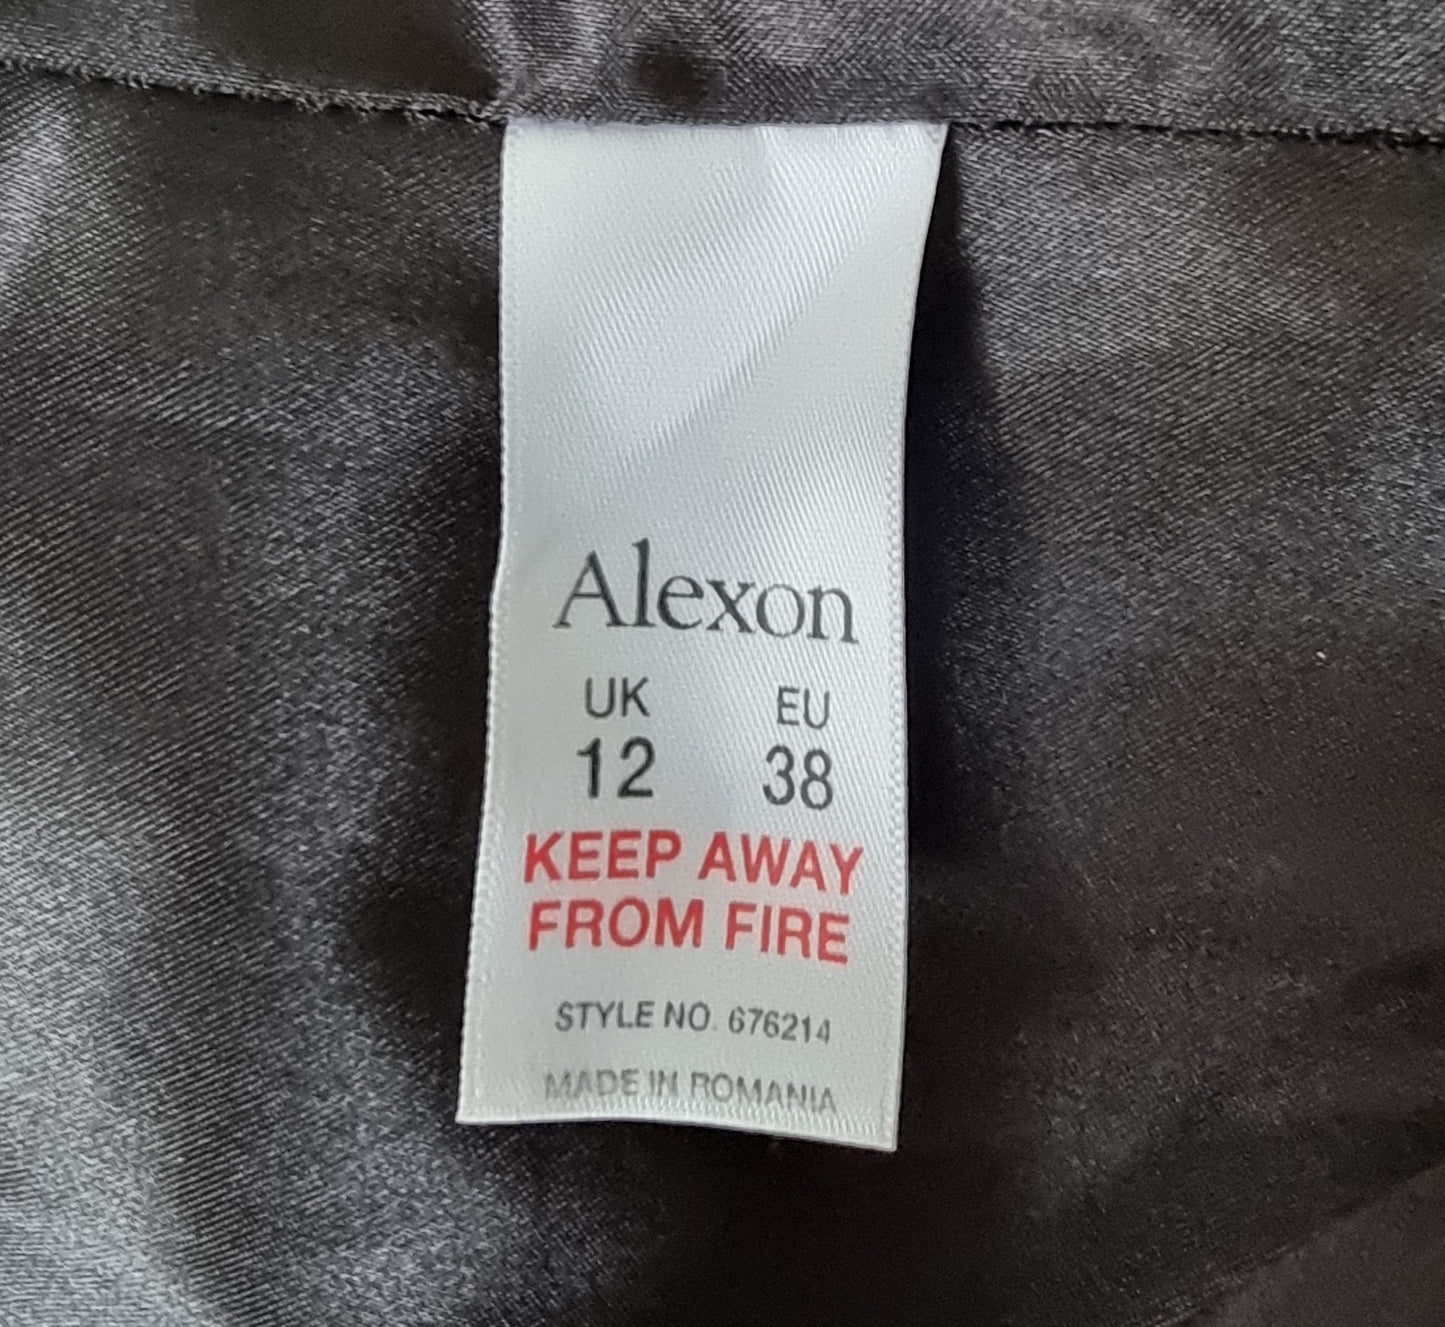 Alexon
UK EU
12 38
KEEP AWAY
FROM FIRE
STYLE NO. 676214
MADE IN ROMANIA